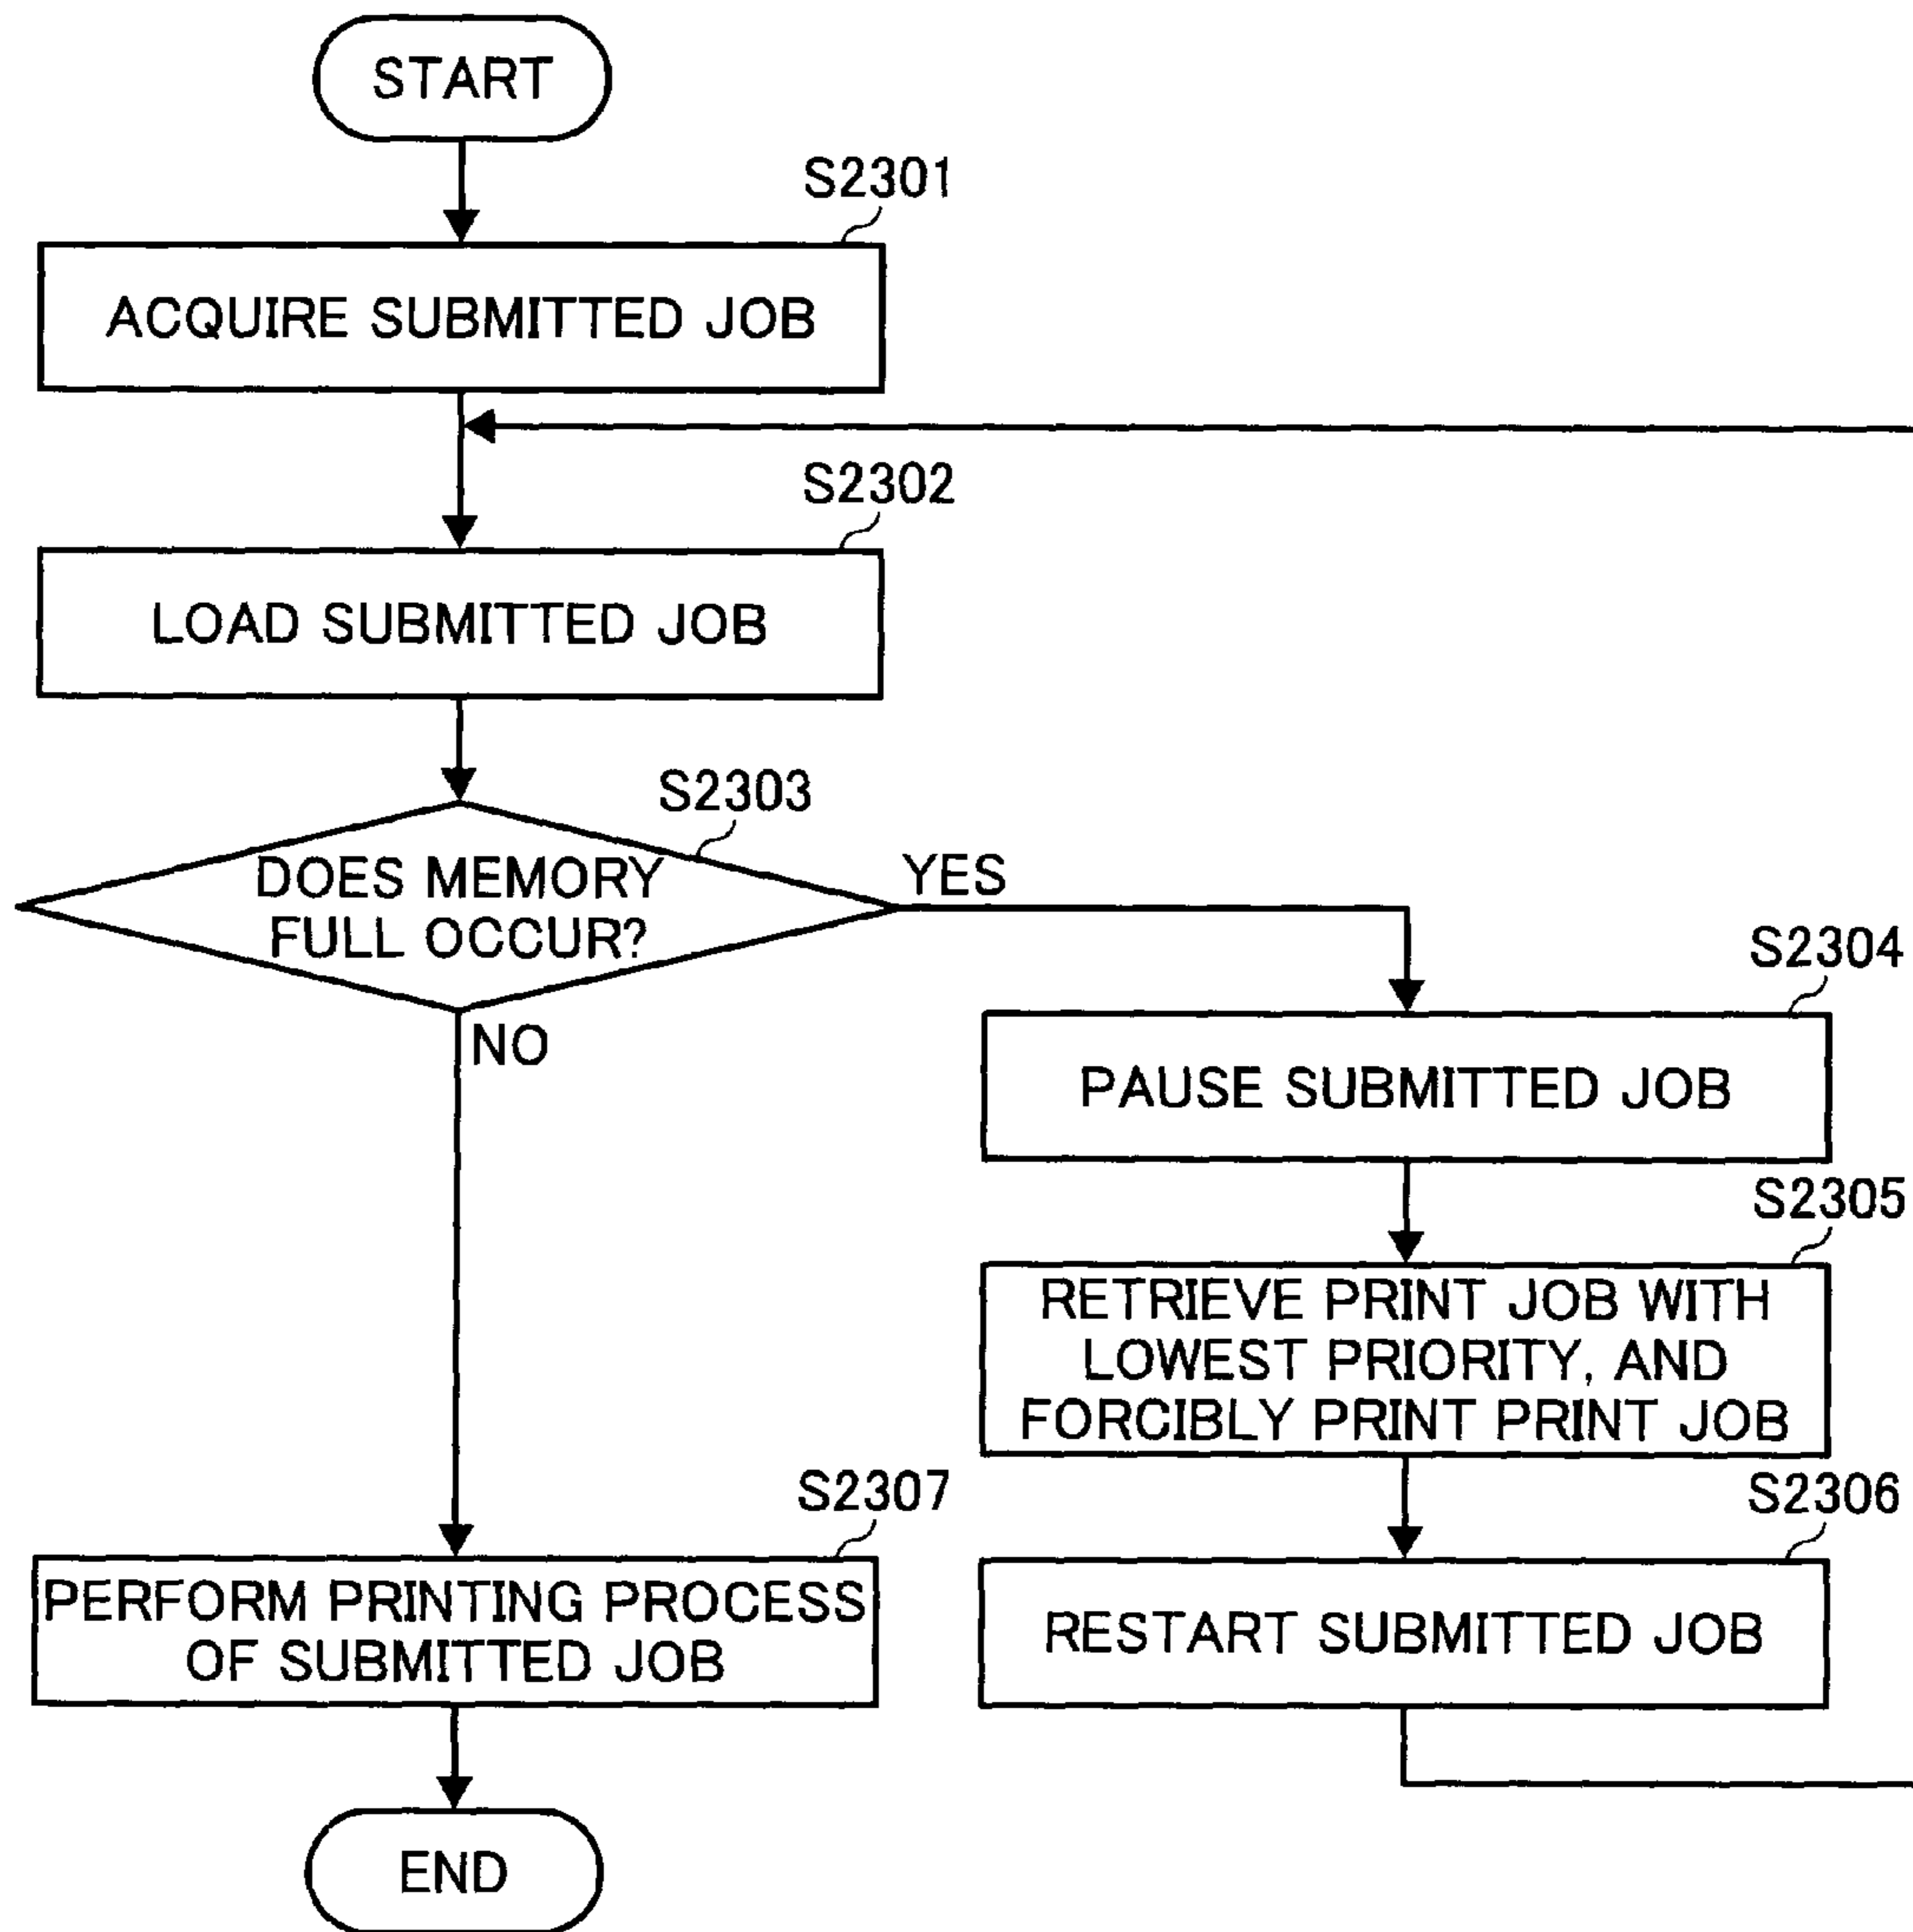 START
S2301
ACQUIRE SUBMITTED JOB
S2302
LOAD SUBMITTED JOB
S2303
DOES MEMORY
FULL OCCUR?
YES
NO
S2304
PAUSE SUBMITTED JOB
S2305
RETRIEVE PRINT JOB WITH
LOWEST PRIORITY, AND
FORCIBLY PRINT PRINT JOB
S2306
RESTART SUBMITTED JOB
S2307
PERFORM PRINTING PROCESS
OF SUBMITTED JOB
END